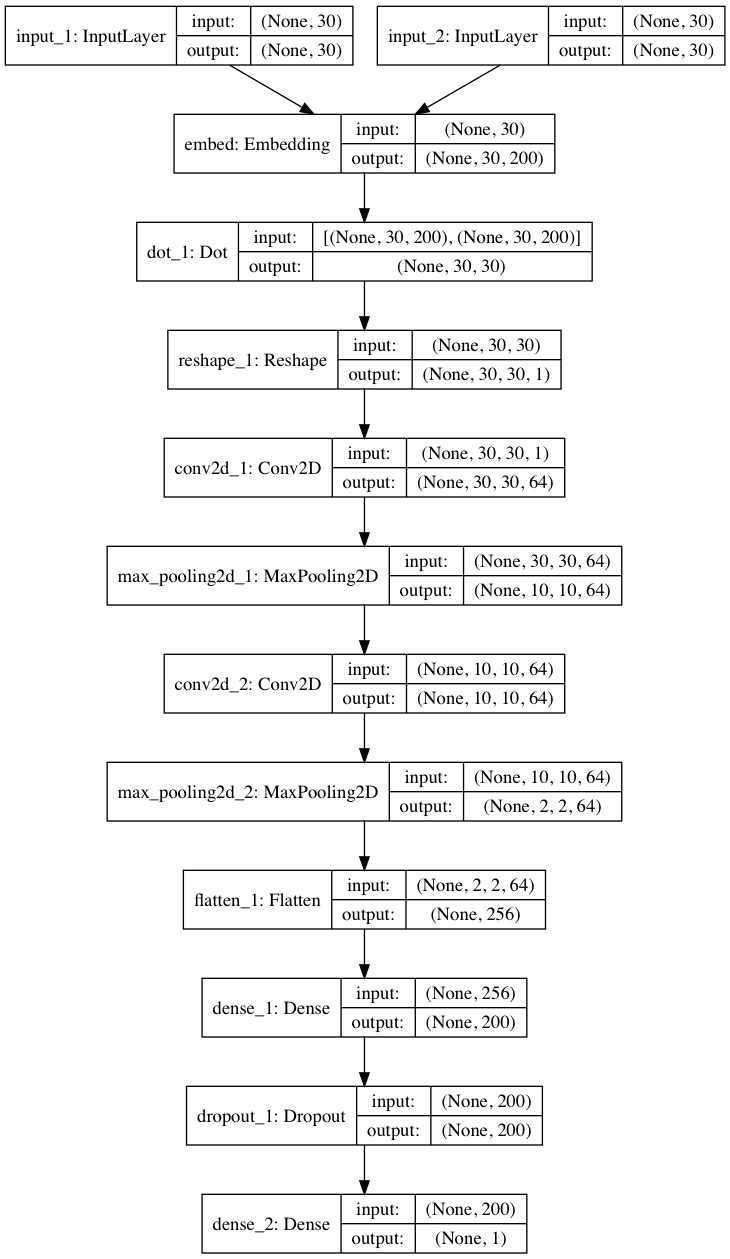 input_1: InputLayer
input: (None, 30)
output: (None, 30)
input_2: InputLayer
input: (None, 30)
output: (None, 30)
embed: Embedding
input: (None, 30)
output: (None, 30, 200)
dot_1: Dot
input: [(None, 30, 200), (None, 30, 200)]
output: (None, 30, 30)
reshape_1: Reshape
input: (None, 30, 30)
output: (None, 30, 30, 1)
conv2d_1: Conv2D
input: (None, 30, 30, 1)
output: (None, 30, 30, 64)
max_pooling2d_1: MaxPooling2D
input: (None, 30, 30, 64)
output: (None, 10, 10, 64)
conv2d_2: Conv2D
input: (None, 10, 10, 64)
output: (None, 10, 10, 64)
max_pooling2d_2: MaxPooling2D
input: (None, 10, 10, 64)
output: (None, 2, 2, 64)
flatten_1: Flatten
input: (None, 2, 2, 64)
output: (None, 256)
dense_1: Dense
input: (None, 256)
output: (None, 200)
dropout_1: Dropout
input: (None, 200)
output: (None, 200)
dense_2: Dense
input: (None, 200)
output: (None, 1)